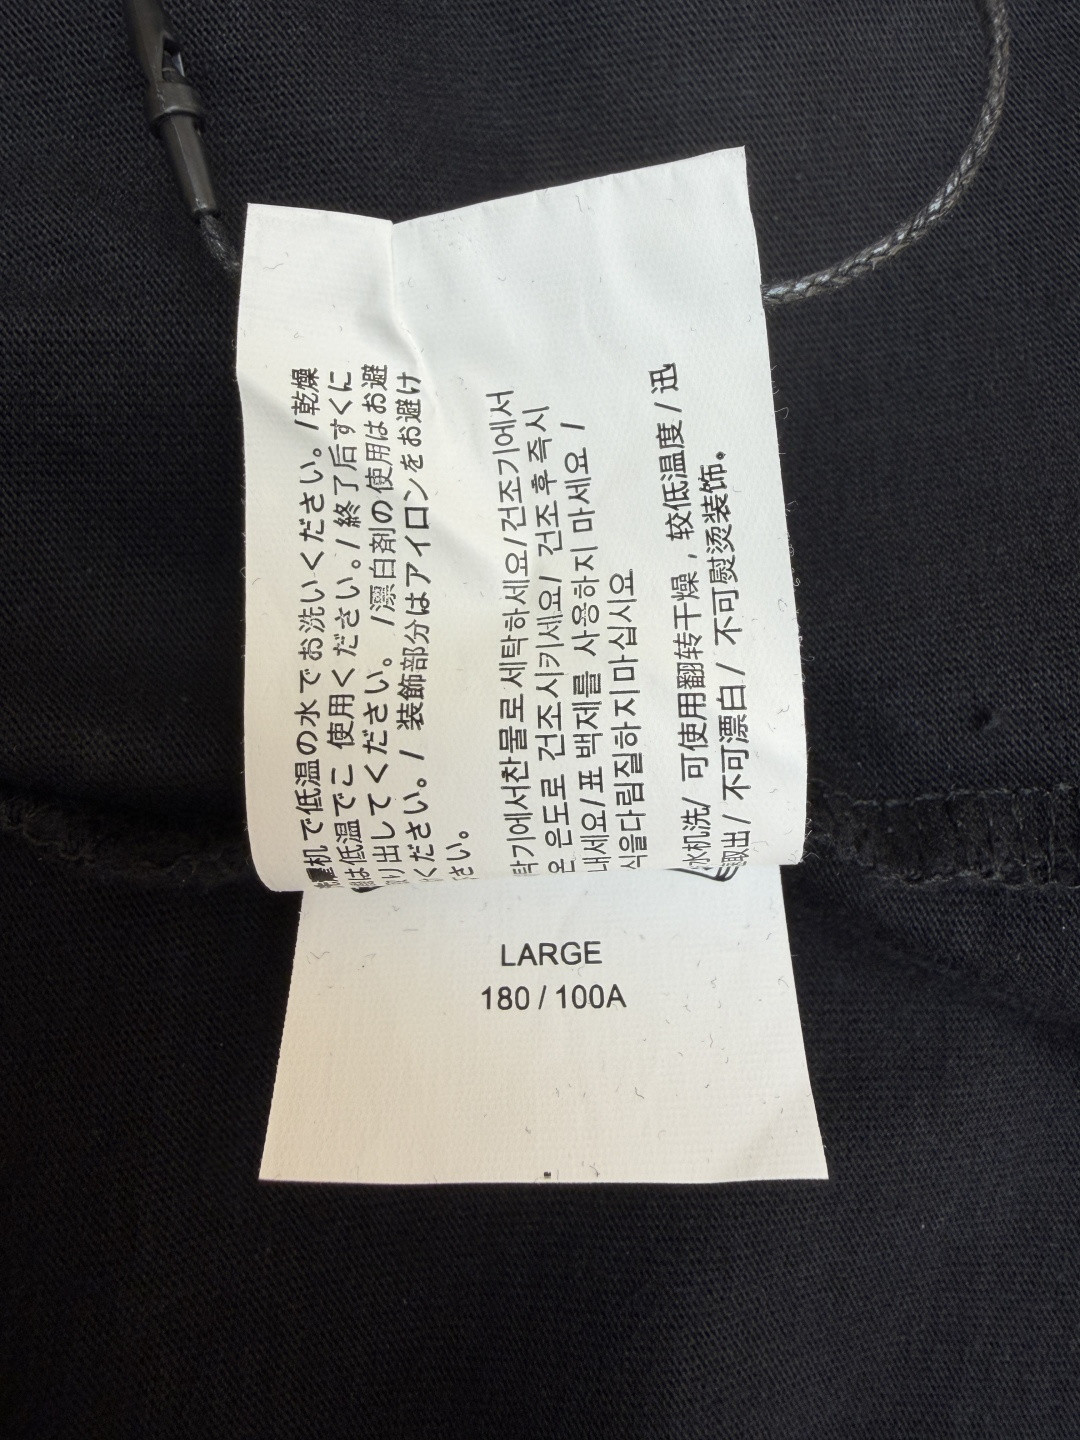 机で低温の水でお洗いください。/乾燥
は低温でご使用ください。/終了后すぐに
り出してください。/漂白剤の使用はお避
ください。/ 装飾部分はアイロンをお避け
さい。
탁기에서찬물로세탁하세요/건조기에서
온도로 건조시키세요/ 건조후즉시
내세요/표 백제를 사용하지 마세요 /
식을다림질하지마십시요
机洗/ 可使用翻转干燥，较低温度/迅
取出/ 不可漂白/ 不可熨烫装饰。
LARGE
180 / 100A